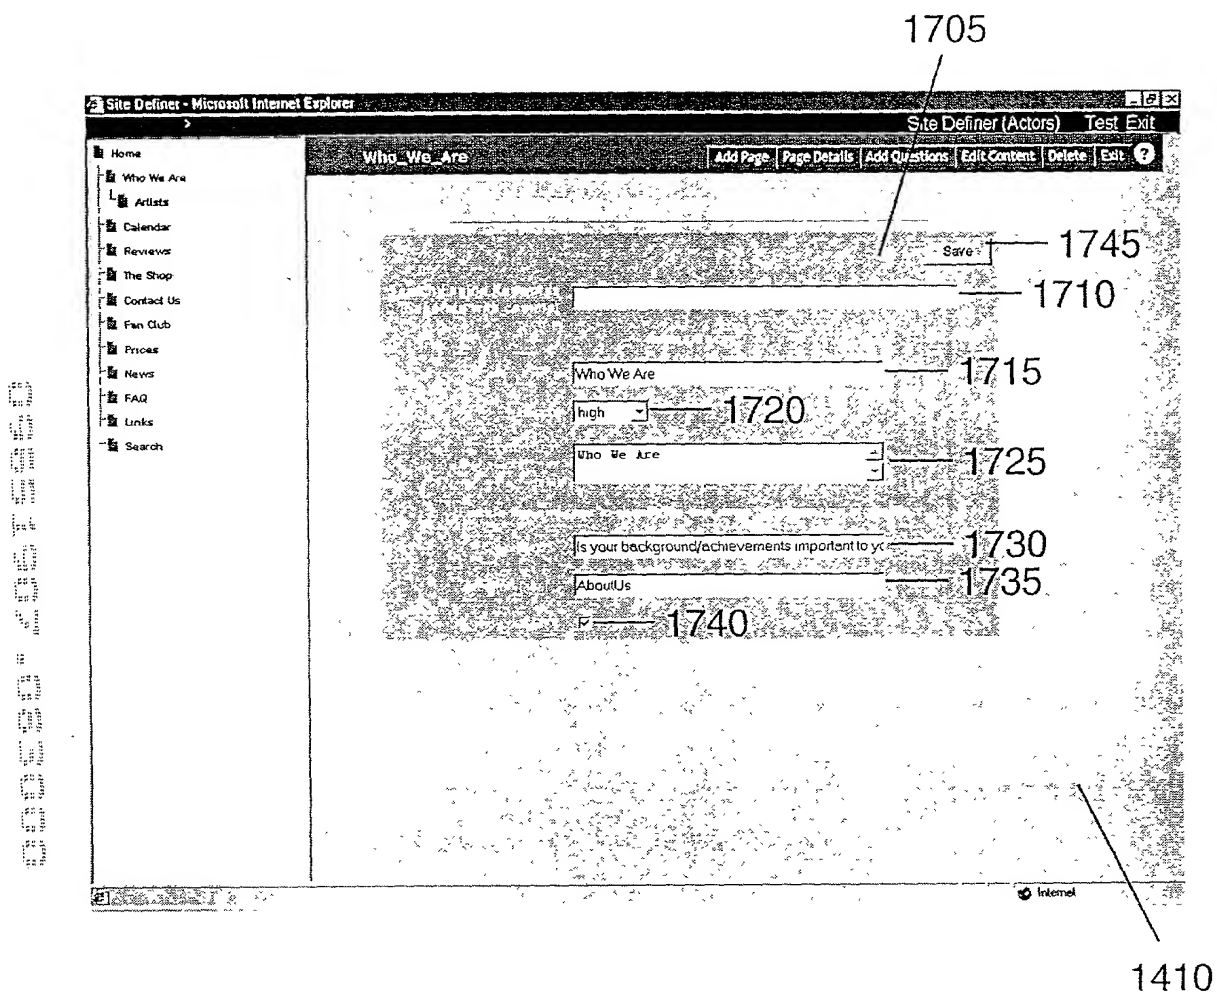 1705
Site Definer - Microsoft Internet Explorer
>
Site Definer (Actors) Test Exit
Home
Who We Are
Artists
Calendar
Reviews
The Shop
Contact Us
Fan Club
Prices
News
FAQ
Links
Search
Who_We_Are
Add Page Page Details Add Questions Edit Content Delete Exit ?
Save 1745
1710
Who We Are 1715
high 1720
Who We Are 1725
Is your background/achievements important to yo 1730
AboutUs 1735
1740
Internet
1410